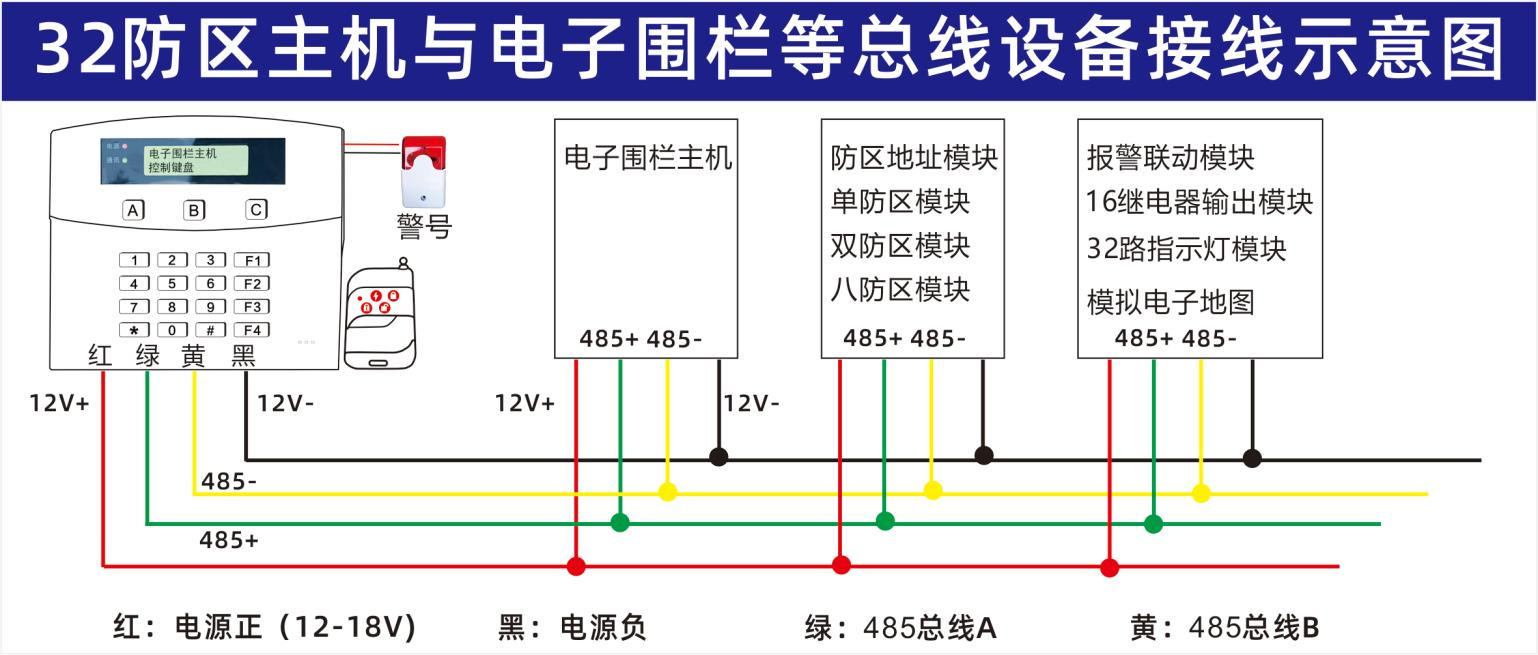 32防区主机与电子围栏等总线设备接线示意图
电源
通讯
电子围栏主机
控制键盘
A B C
1 2 3 F1
4 5 6 F2
7 8 9 F3
* 0 # F4
红 绿 黄 黑
警号
电子围栏主机
485+ 485-
防区地址模块
单防区模块
双防区模块
八防区模块
485+ 485-
报警联动模块
16继电器输出模块
32路指示灯模块
模拟电子地图
485+ 485-
12V+ 12V- 12V+ 12V-
485-
485+
红：电源正（12-18V) 黑：电源负 绿：485总线A 黄：485总线B